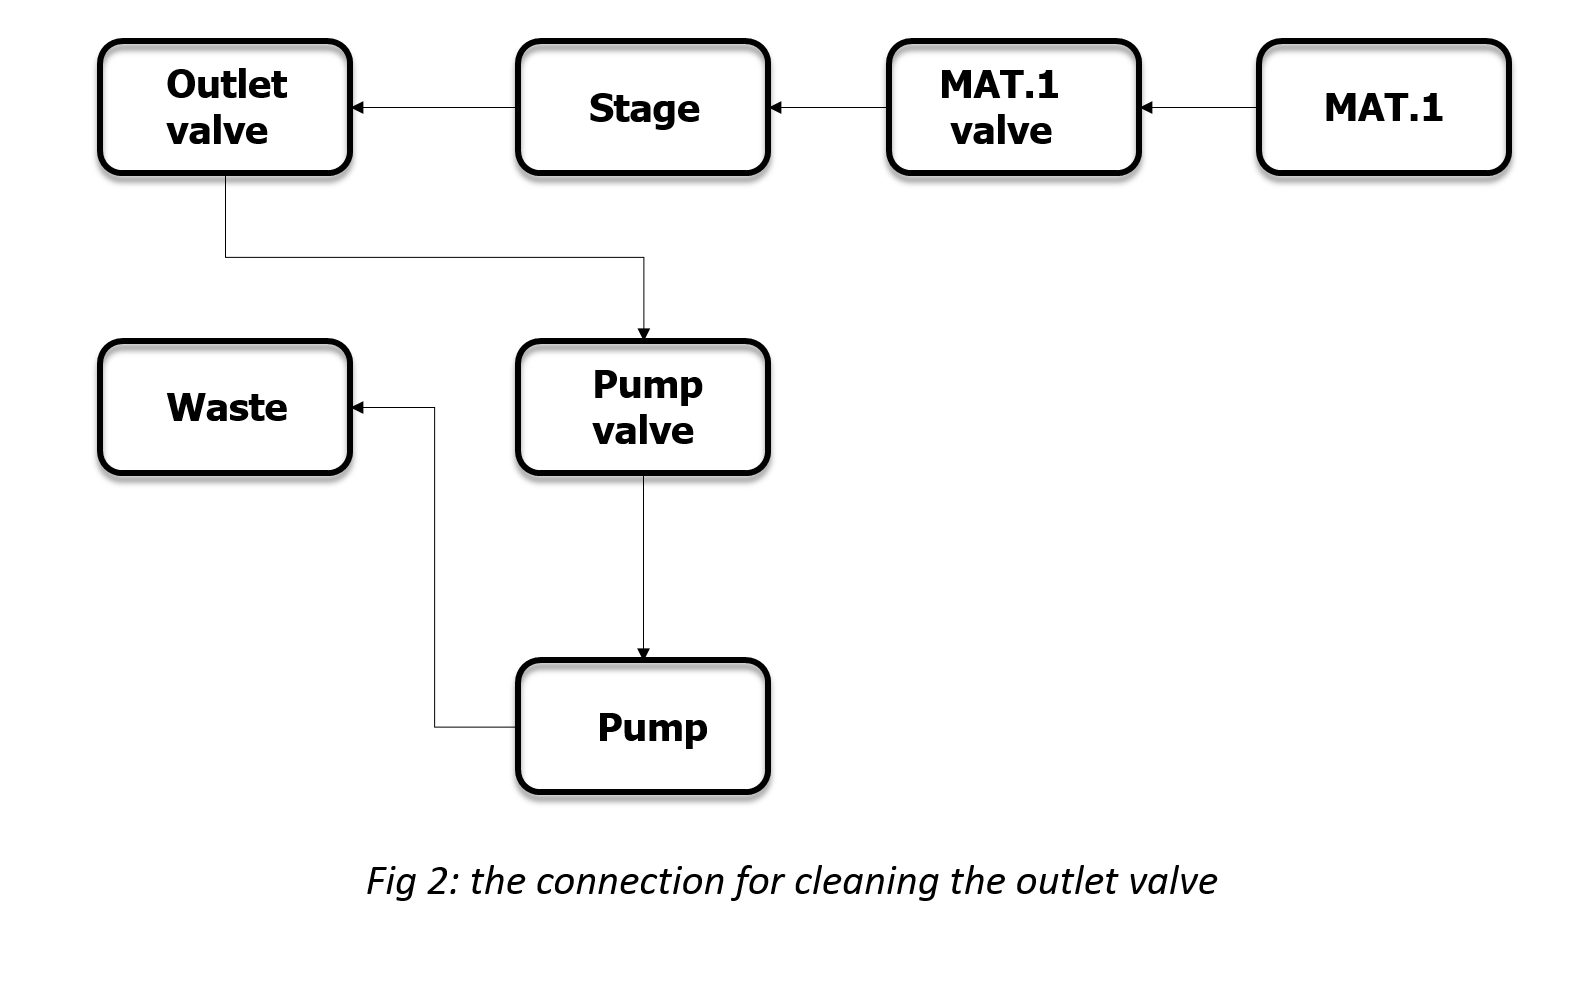 Outlet
valve
Stage
MAT.1
valve
MAT.1
Waste
Pump
valve
Pump
Fig 2: the connection for cleaning the outlet valve